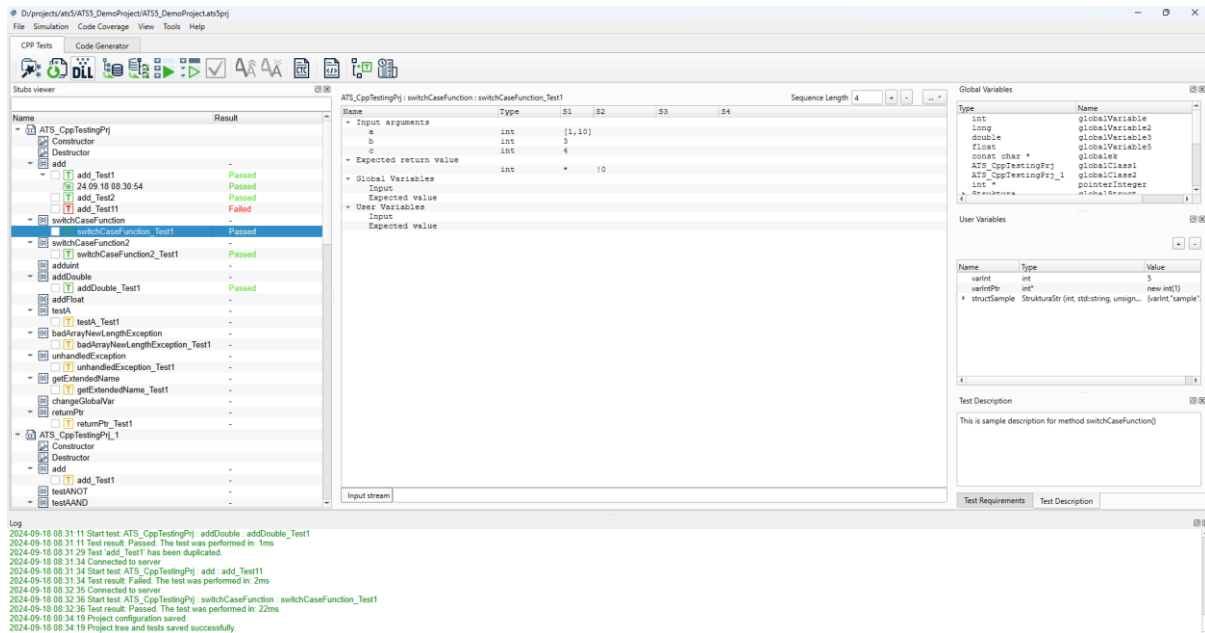 D:/projects/ats5/ATS5_DemoProject/ATS5_DemoProject.ats5prj
File Simulation Code Coverage View Tools Help
CPP Tests Code Generator
DLL
CTC
Stubs viewer
Name Result
ATS_CppTestingPrj
Constructor
Destructor
add -
T add_Test1 Passed
24.09.18 08:30:54 Passed
T add_Test2 Passed
T add_Test11 Failed
switchCaseFunction -
T switchCaseFunction_Test1 Passed
switchCaseFunction2 -
T switchCaseFunction2_Test1 Passed
adduint -
addDouble -
T addDouble_Test1 Passed
addFloat -
testA -
T testA_Test1 -
badArrayNewLengthException -
T badArrayNewLengthException_Test1 -
unhandledException -
T unhandledException_Test1 -
getExtendedName -
T getExtendedName_Test1 -
changeGlobalVar -
returnPtr -
T returnPtr_Test1 -
ATS_CppTestingPrj_1
Constructor
Destructor
add -
T add_Test1 -
testANOT -
testAAND -
ATS_CppTestingPrj : switchCaseFunction : switchCaseFunction_Test1 Sequence Length 4 + - ...
Name Type S1 S2 S3 S4
Input arguments
a int [1,10]
b int 3
c int 4
Expected return value
int * !0
Global Variables
Input
Expected value
User Variables
Input
Expected value
Input stream
Global Variables
Type Name
int globalVariable
long globalVariable2
double globalVariable3
float globalVariable5
const char * globalek
ATS_CppTestingPrj globalClass1
ATS_CppTestingPrj_1 globalClass2
int * pointerInteger
Struktura globalStruct
User Variables
+ -
Name Type Value
varInt int 5
varIntPtr int* new int(1)
structSample StrukturaStr (int, std::string, unsign... {varInt,"sample".
Test Description
This is sample description for method switchCaseFunction()
Test Requirements Test Description
Log
2024-09-18 08:31:11 Start test: ATS_CppTestingPrj : addDouble : addDouble_Test1
2024-09-18 08:31:11 Test result: Passed. The test was performed in: 1ms
2024-09-18 08:31:29 Test 'add_Test1' has been duplicated.
2024-09-18 08:31:34 Connected to server
2024-09-18 08:31:34 Start test: ATS_CppTestingPrj : add : add_Test11
2024-09-18 08:31:34 Test result: Failed. The test was performed in: 2ms
2024-09-18 08:32:35 Connected to server
2024-09-18 08:32:36 Start test: ATS_CppTestingPrj : switchCaseFunction : switchCaseFunction_Test1
2024-09-18 08:32:36 Test result: Passed. The test was performed in: 22ms
2024-09-18 08:34:19 Project configuration saved.
2024-09-18 08:34:19 Project tree and tests saved successfully.